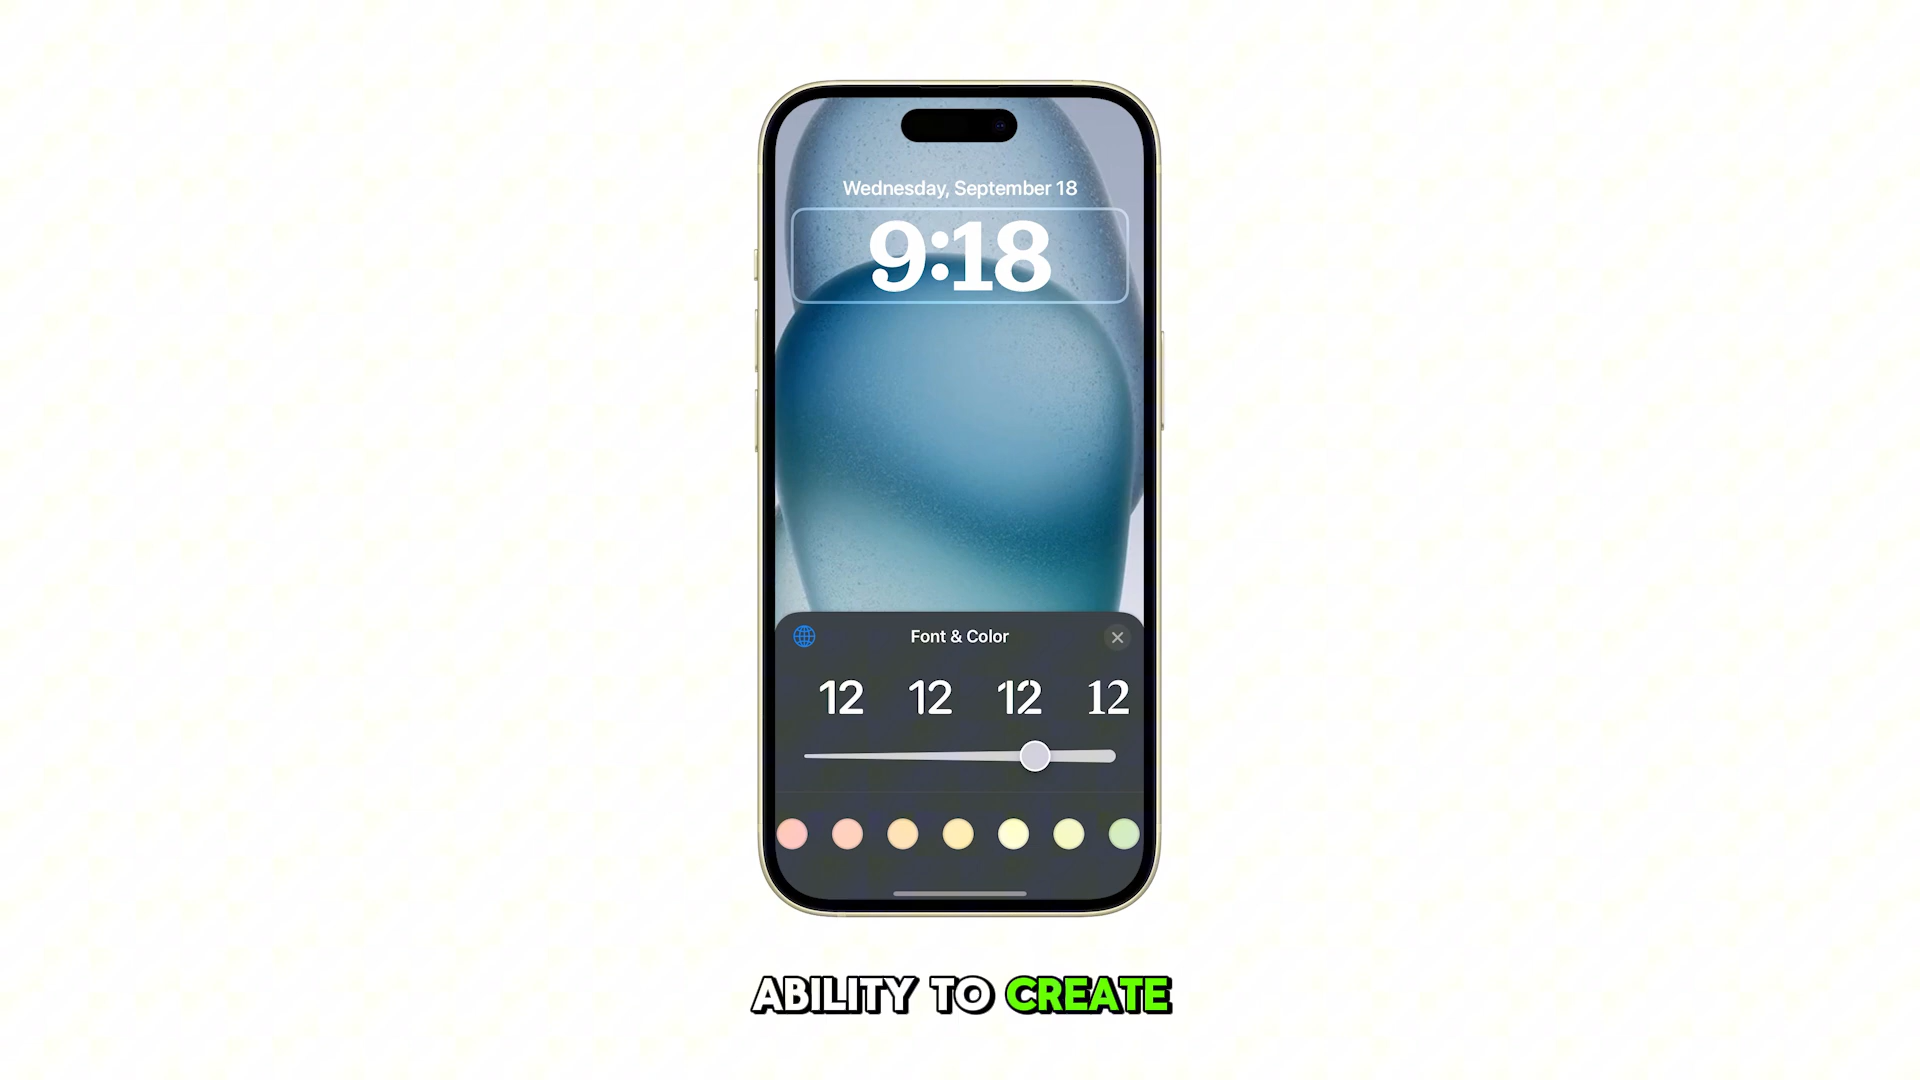 Wednesday, September 18
9:18
Font & Color
12 12 12 12
ABILITY TO CREATE